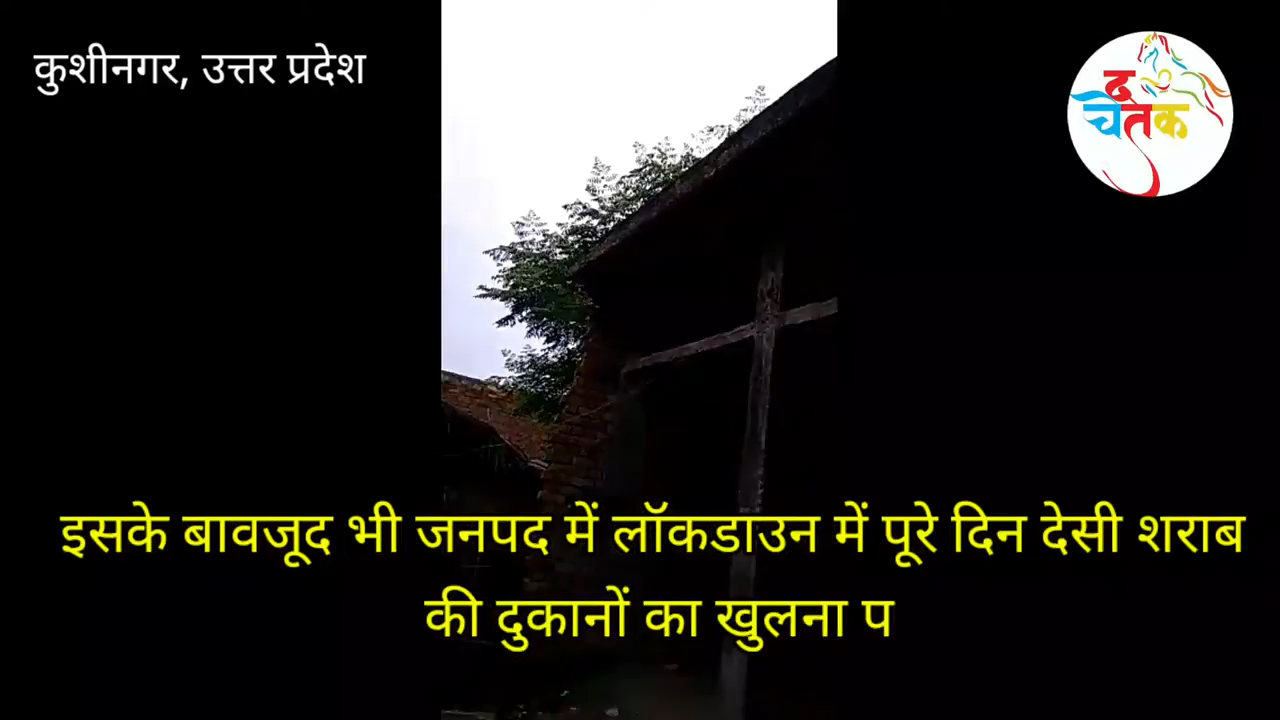 कुशीनगर, उत्तर प्रदेश
द
चेतक
इसके बावजूद भी जनपद में लॉकडाउन में पूरे दिन देसी शराब
की दुकानों का खुलना प